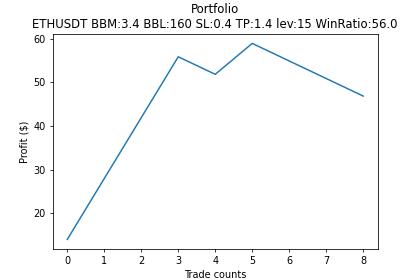 Portfolio
ETHUSDT BBM:3.4 BBL:160 SL:0.4 TP:1.4 lev:15 WinRatio:56.0
60
50
40
30
20
Profit ($)
0 1 2 3 4 5 6 7 8
Trade counts